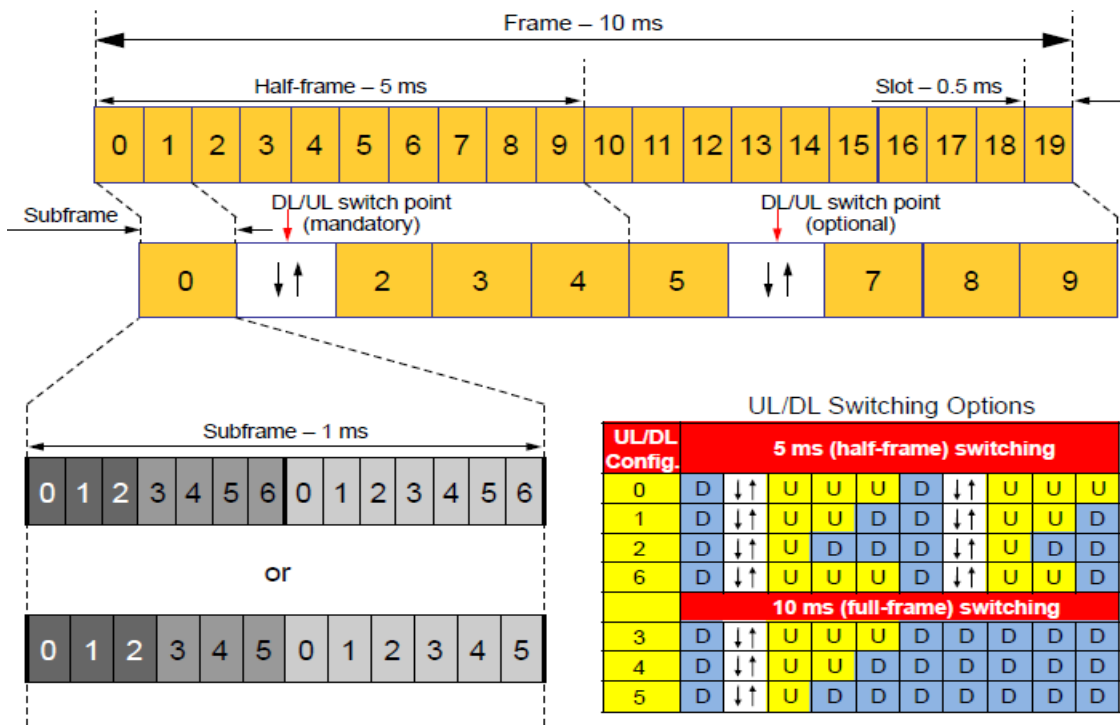 Frame – 10 ms
Half-frame – 5 ms
Slot – 0.5 ms
0 1 2 3 4 5 6 7 8 9 10 11 12 13 14 15 16 17 18 19
Subframe
DL/UL switch point
(mandatory)
DL/UL switch point
(optional)
0 ↓↑ 2 3 4 5 ↓↑ 7 8 9
Subframe – 1 ms
0 1 2 3 4 5 6 0 1 2 3 4 5 6
or
0 1 2 3 4 5 0 1 2 3 4 5
UL/DL Switching Options
UL/DL
Config.
5 ms (half-frame) switching
0 D ↓↑ U U U D ↓↑ U U U
1 D ↓↑ U U D D ↓↑ U U D
2 D ↓↑ U D D D ↓↑ U D D
6 D ↓↑ U U U D ↓↑ U U D
10 ms (full-frame) switching
3 D ↓↑ U U U D D D D D
4 D ↓↑ U U D D D D D D
5 D ↓↑ U D D D D D D D